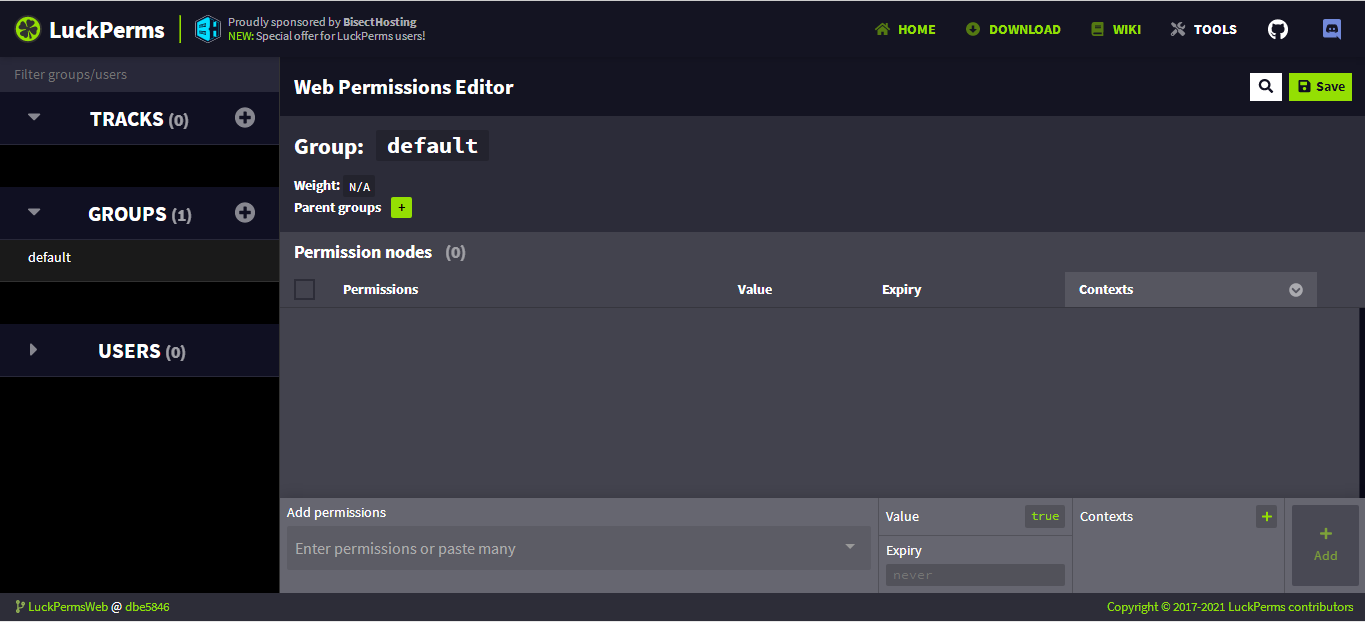 LuckPerms
Proudly sponsored by BisectHosting
NEW: Special offer for LuckPerms users!
HOME
DOWNLOAD
WIKI
TOOLS
Filter groups/users
TRACKS (0)
GROUPS (1)
default
USERS (0)
Web Permissions Editor
Save
Group: default
Weight: N/A
Parent groups +
Permission nodes (0)
Permissions
Value
Expiry
Contexts
Add permissions
Enter permissions or paste many
Value true
Expiry
never
Contexts +
+
Add
LuckPermsWeb @ dbe5846
Copyright © 2017-2021 LuckPerms contributors